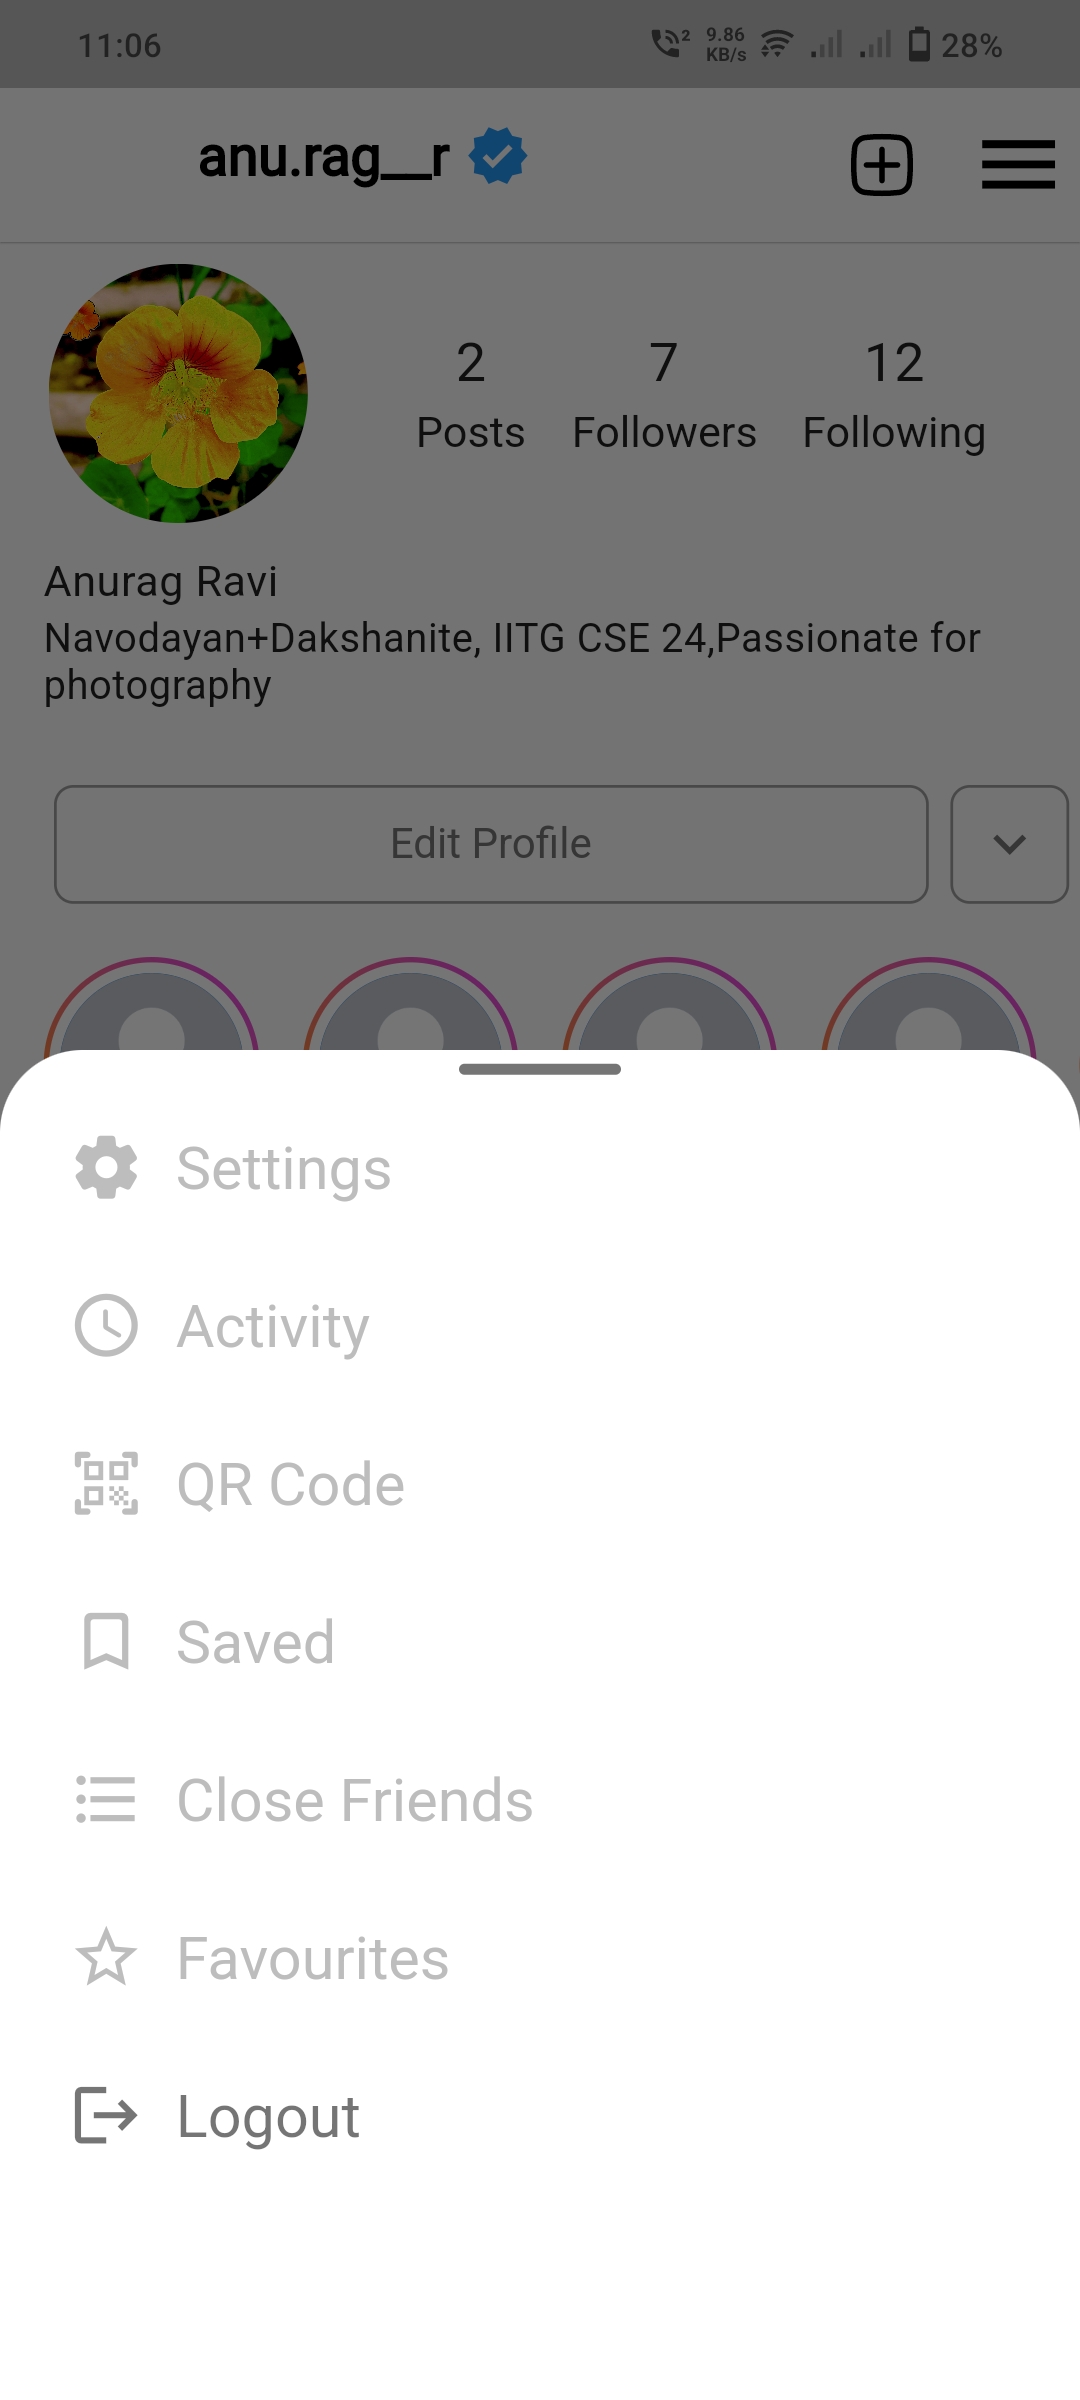 11:06 2 9.86 KB/s 28%
anu.rag__r
2 7 12
Posts Followers Following
Anurag Ravi
Navodayan+Dakshanite, IITG CSE 24,Passionate for
photography
Edit Profile
Settings
Activity
QR Code
Saved
Close Friends
Favourites
Logout